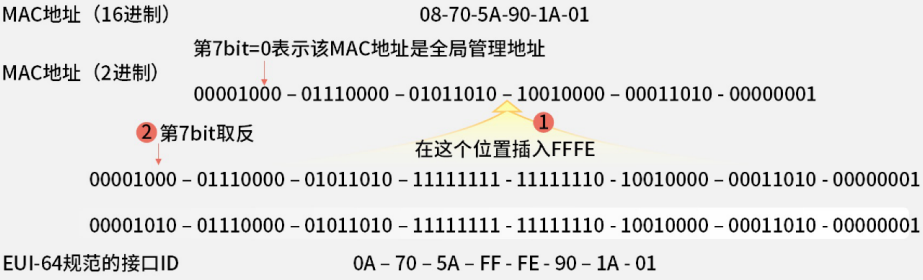 MAC地址（16进制） 08-70-5A-90-1A-01
第7bit=0表示该MAC地址是全局管理地址
MAC地址（2进制）
00001000 – 01110000 – 01011010 – 10010000 – 00011010 - 00000001
2 第7bit取反
1
在这个位置插入FFFE
00001000 – 01110000 – 01011010 – 11111111 - 11111110 - 10010000 – 00011010 - 00000001
00001010 – 01110000 – 01011010 – 11111111 - 11111110 - 10010000 – 00011010 - 00000001
EUI-64规范的接口ID 0A – 70 – 5A – FF - FE - 90 – 1A - 01